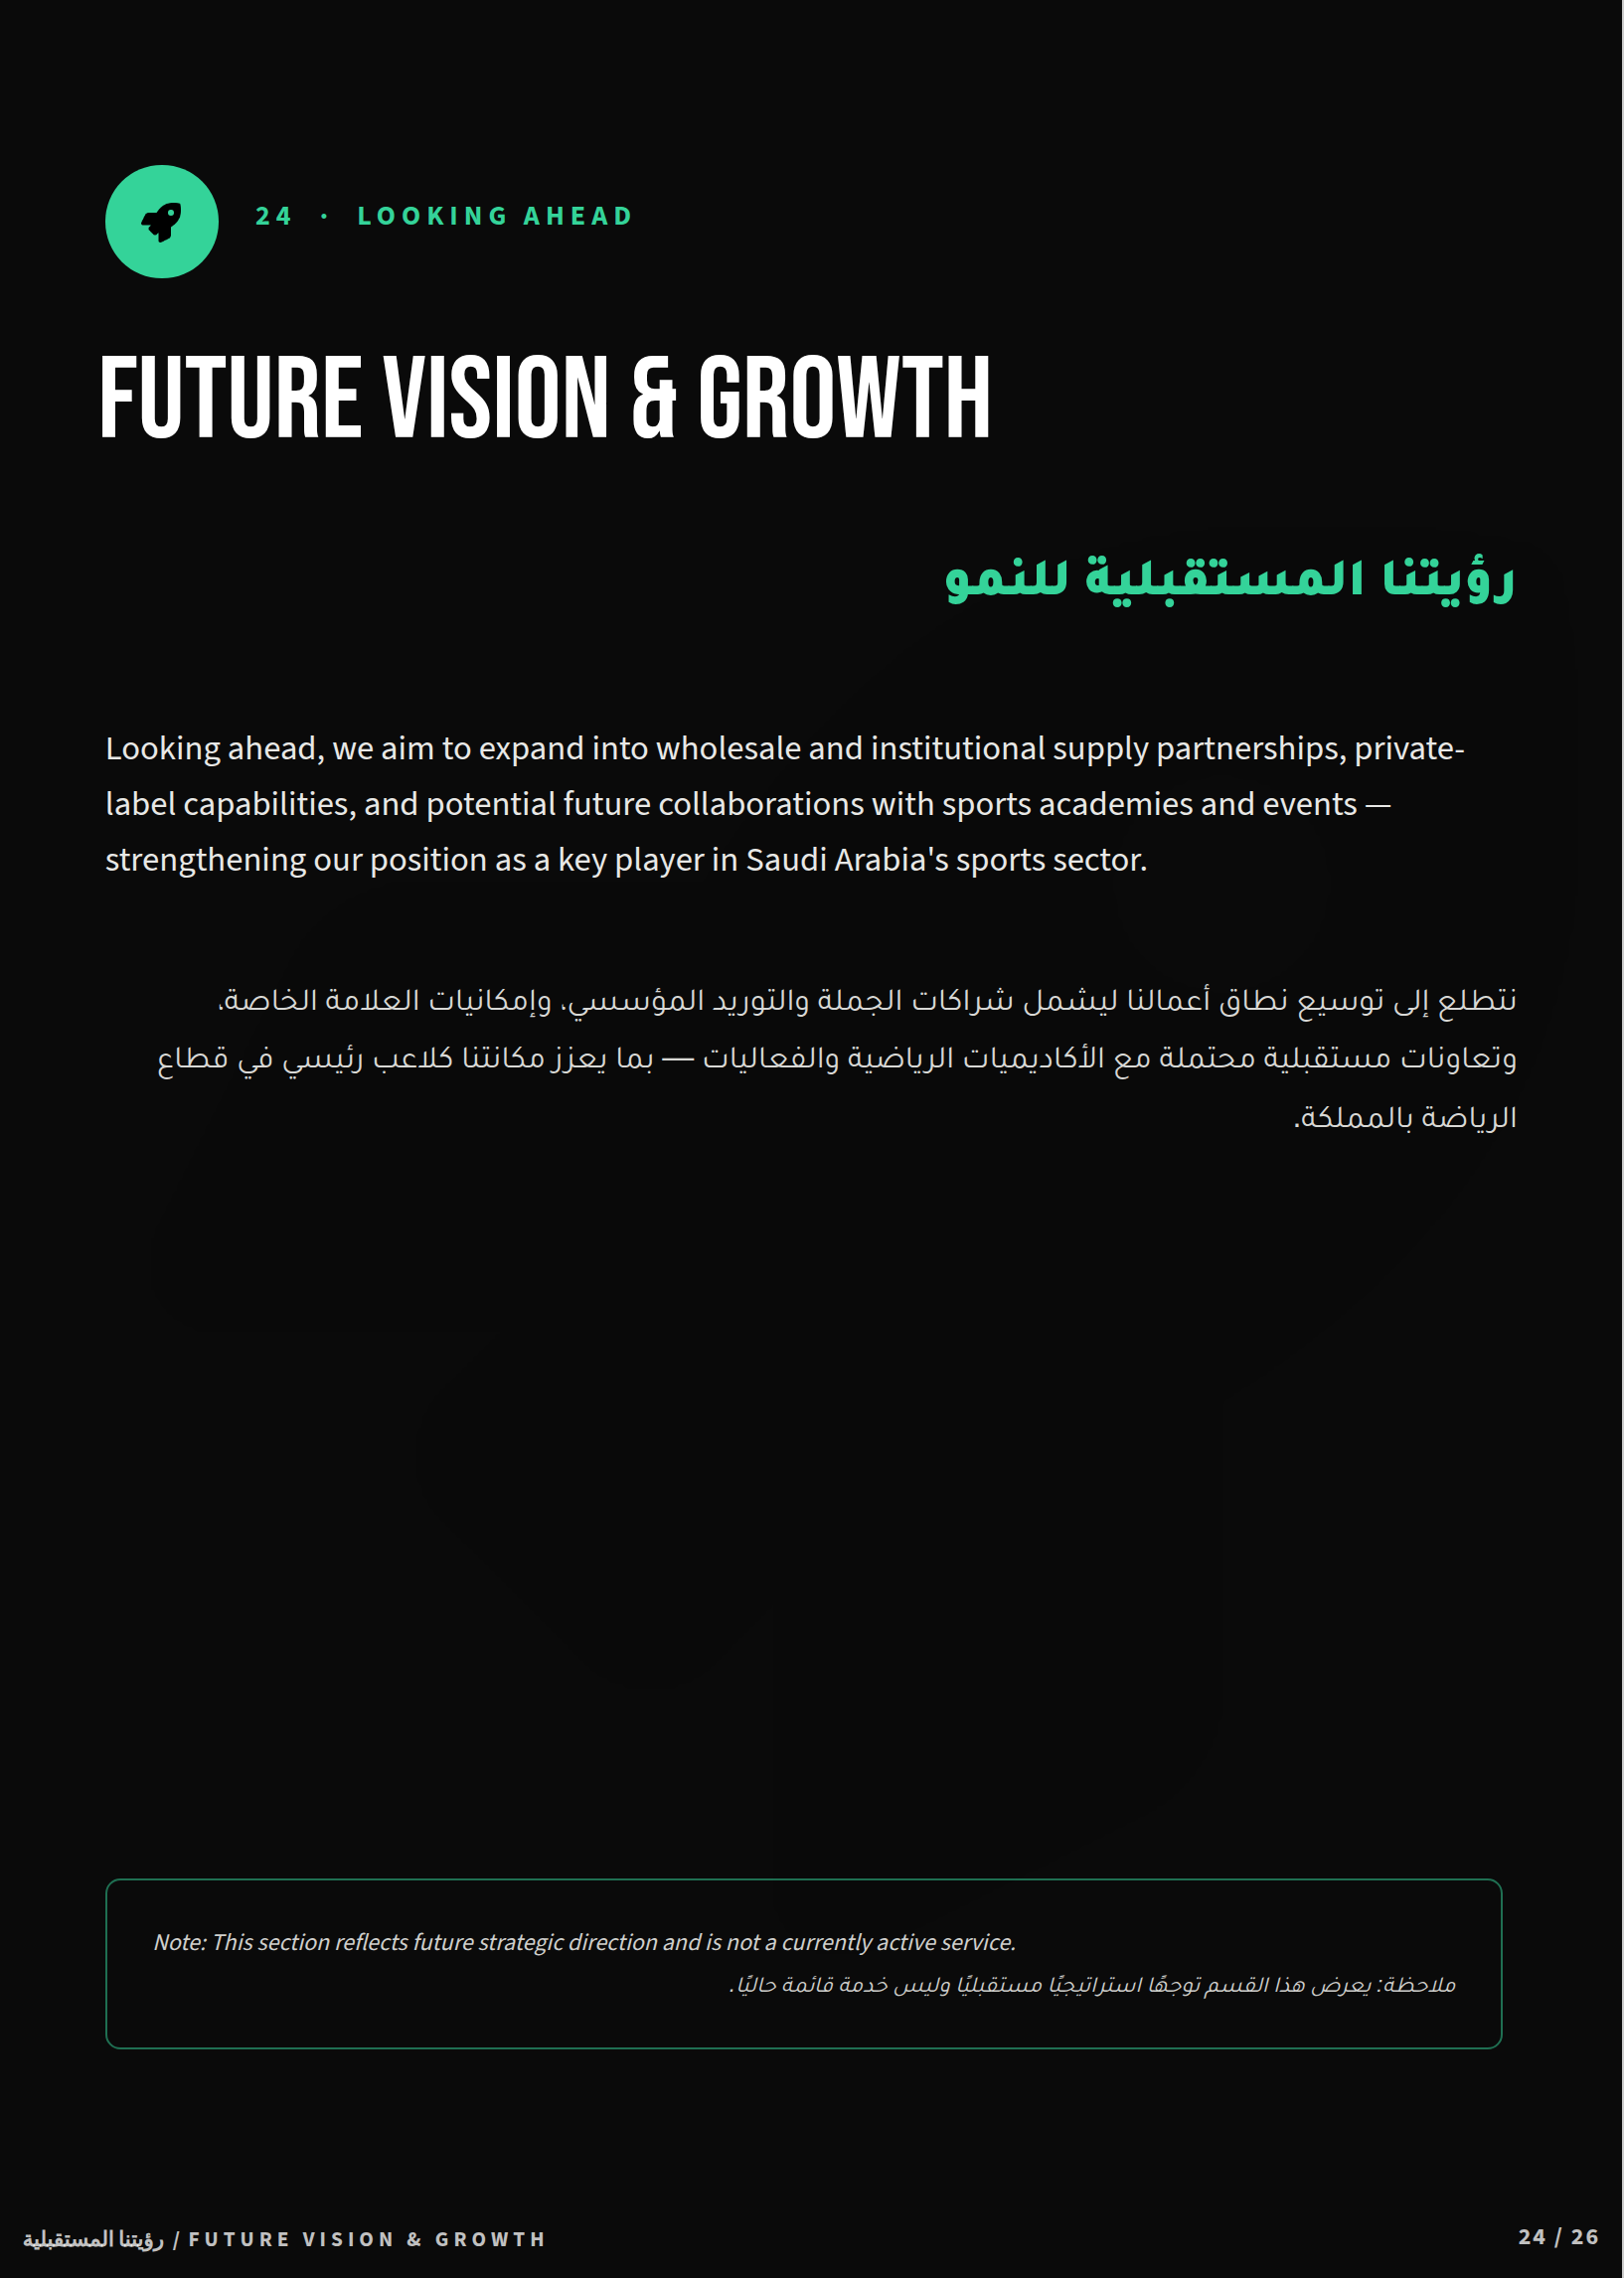 24 · LOOKING AHEAD
FUTURE VISION & GROWTH
رؤيتنا المستقبلية للنمو
Looking ahead, we aim to expand into wholesale and institutional supply partnerships, private-
label capabilities, and potential future collaborations with sports academies and events —
strengthening our position as a key player in Saudi Arabia's sports sector.
نتطلع إلى توسيع نطاق أعمالنا ليشمل شراكات الجملة والتوريد المؤسسي، وإمكانيات العلامة الخاصة،
وتعاونات مستقبلية محتملة مع الأكاديميات الرياضية والفعاليات — بما يعزز مكانتنا كلاعب رئيسي في قطاع
الرياضة بالمملكة.
Note: This section reflects future strategic direction and is not a currently active service.
ملاحظة: يعرض هذا القسم توجهًا استراتيجيًا مستقبليًا وليس خدمة قائمة حاليًا.
رؤيتنا المستقبلية / FUTURE VISION & GROWTH
24 / 26